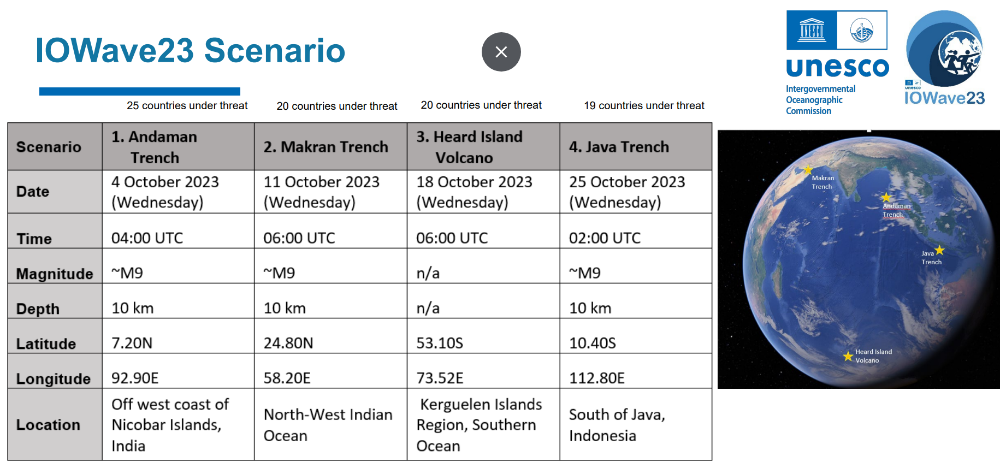 IOWave23 Scenario
unesco
Intergovernmental
Oceanographic
Commission
unesco
IOWave23
25 countries under threat
20 countries under threat
20 countries under threat
19 countries under threat
Scenario
1. Andaman
Trench
2. Makran Trench
3. Heard Island
Volcano
4. Java Trench
Date
4 October 2023
(Wednesday)
11 October 2023
(Wednesday)
18 October 2023
(Wednesday)
25 October 2023
(Wednesday)
Time
04:00 UTC
06:00 UTC
06:00 UTC
02:00 UTC
Magnitude
~M9
~M9
n/a
~M9
Depth
10 km
10 km
n/a
10 km
Latitude
7.20N
24.80N
53.10S
10.40S
Longitude
92.90E
58.20E
73.52E
112.80E
Location
Off west coast of
Nicobar Islands,
India
North-West Indian
Ocean
Kerguelen Islands
Region, Southern
Ocean
South of Java,
Indonesia
Makran
Trench
Andaman
Trench
Java
Trench
Heard Island
Volcano